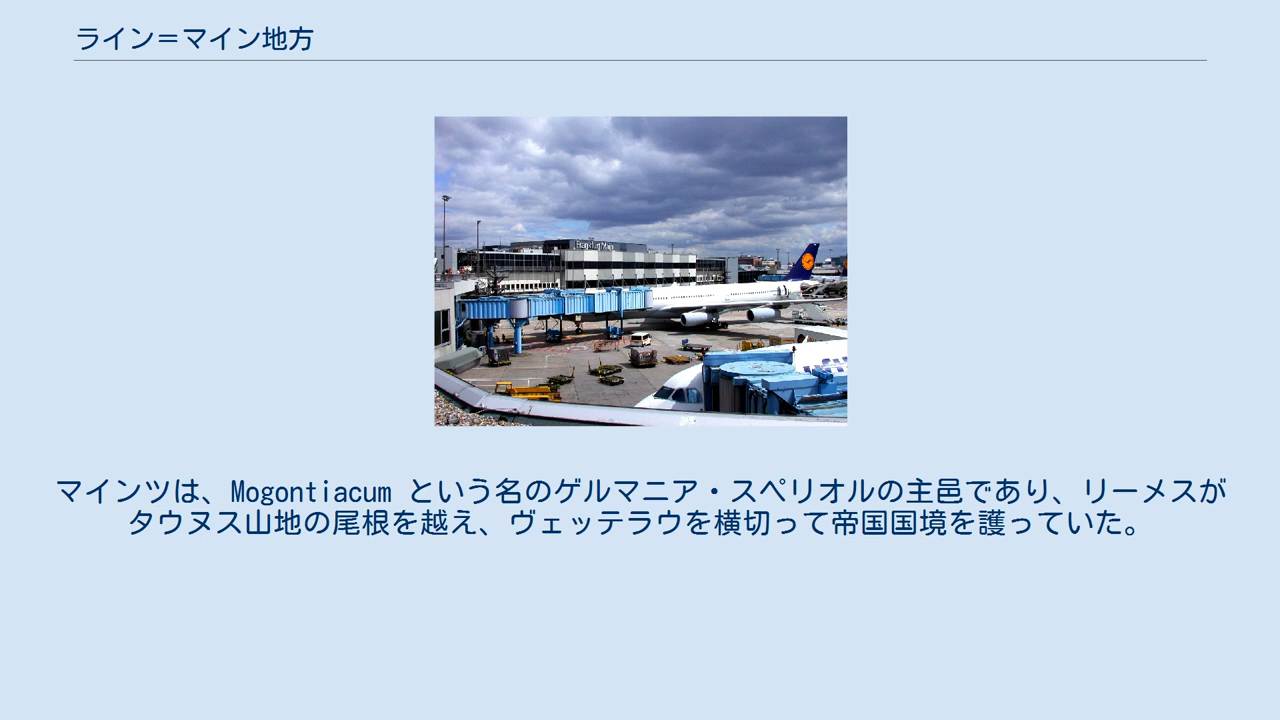 ライン＝マイン地方
Frankfurt Main
マインツは、Mogontiacum という名のゲルマニア・スペリオルの主邑であり、リーメスが
タウヌス山地の尾根を越え、ヴェッテラウを横切って帝国国境を護っていた。